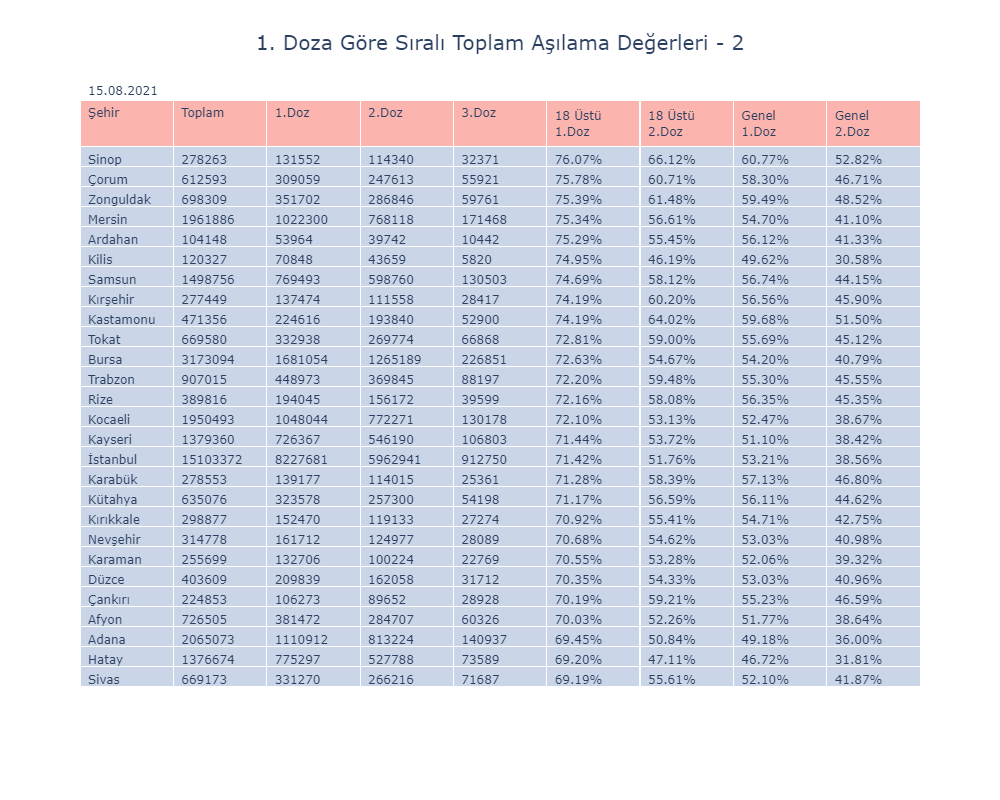 1. Doza Göre Sıralı Toplam Aşılama Değerleri - 2
15.08.2021
Şehir Toplam 1.Doz 2.Doz 3.Doz 18 Üstü 1.Doz 18 Üstü 2.Doz Genel 1.Doz Genel 2.Doz
Sinop 278263 131552 114340 32371 76.07% 66.12% 60.77% 52.82%
Çorum 612593 309059 247613 55921 75.78% 60.71% 58.30% 46.71%
Zonguldak 698309 351702 286846 59761 75.39% 61.48% 59.49% 48.52%
Mersin 1961886 1022300 768118 171468 75.34% 56.61% 54.70% 41.10%
Ardahan 104148 53964 39742 10442 75.29% 55.45% 56.12% 41.33%
Kilis 120327 70848 43659 5820 74.95% 46.19% 49.62% 30.58%
Samsun 1498756 769493 598760 130503 74.69% 58.12% 56.74% 44.15%
Kırşehir 277449 137474 111558 28417 74.19% 60.20% 56.56% 45.90%
Kastamonu 471356 224616 193840 52900 74.19% 64.02% 59.68% 51.50%
Tokat 669580 332938 269774 66868 72.81% 59.00% 55.69% 45.12%
Bursa 3173094 1681054 1265189 226851 72.63% 54.67% 54.20% 40.79%
Trabzon 907015 448973 369845 88197 72.20% 59.48% 55.30% 45.55%
Rize 389816 194045 156172 39599 72.16% 58.08% 56.35% 45.35%
Kocaeli 1950493 1048044 772271 130178 72.10% 53.13% 52.47% 38.67%
Kayseri 1379360 726367 546190 106803 71.44% 53.72% 51.10% 38.42%
İstanbul 15103372 8227681 5962941 912750 71.42% 51.76% 53.21% 38.56%
Karabük 278553 139177 114015 25361 71.28% 58.39% 57.13% 46.80%
Kütahya 635076 323578 257300 54198 71.17% 56.59% 56.11% 44.62%
Kırıkkale 298877 152470 119133 27274 70.92% 55.41% 54.71% 42.75%
Nevşehir 314778 161712 124977 28089 70.68% 54.62% 53.03% 40.98%
Karaman 255699 132706 100224 22769 70.55% 53.28% 52.06% 39.32%
Düzce 403609 209839 162058 31712 70.35% 54.33% 53.03% 40.96%
Çankırı 224853 106273 89652 28928 70.19% 59.21% 55.23% 46.59%
Afyon 726505 381472 284707 60326 70.03% 52.26% 51.77% 38.64%
Adana 2065073 1110912 813224 140937 69.45% 50.84% 49.18% 36.00%
Hatay 1376674 775297 527788 73589 69.20% 47.11% 46.72% 31.81%
Sivas 669173 331270 266216 71687 69.19% 55.61% 52.10% 41.87%